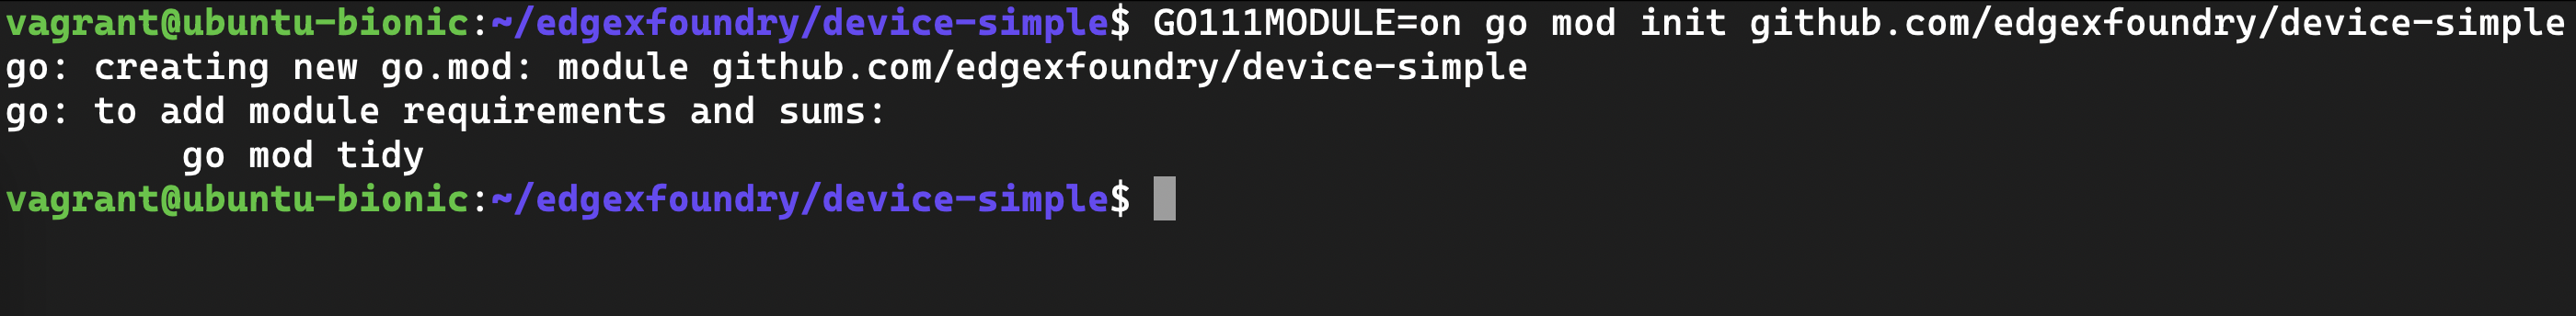 vagrant@ubuntu-bionic:~/edgexfoundry/device-simple$ GO111MODULE=on go mod init github.com/edgexfoundry/device-simple
go: creating new go.mod: module github.com/edgexfoundry/device-simple
go: to add module requirements and sums:
        go mod tidy
vagrant@ubuntu-bionic:~/edgexfoundry/device-simple$